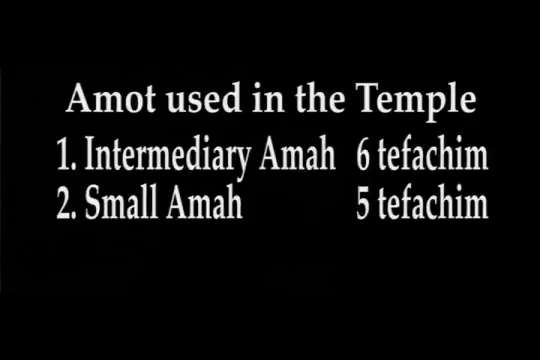 Amot used in the Temple
1. Intermediary Amah 6 tefachim
2. Small Amah 5 tefachim